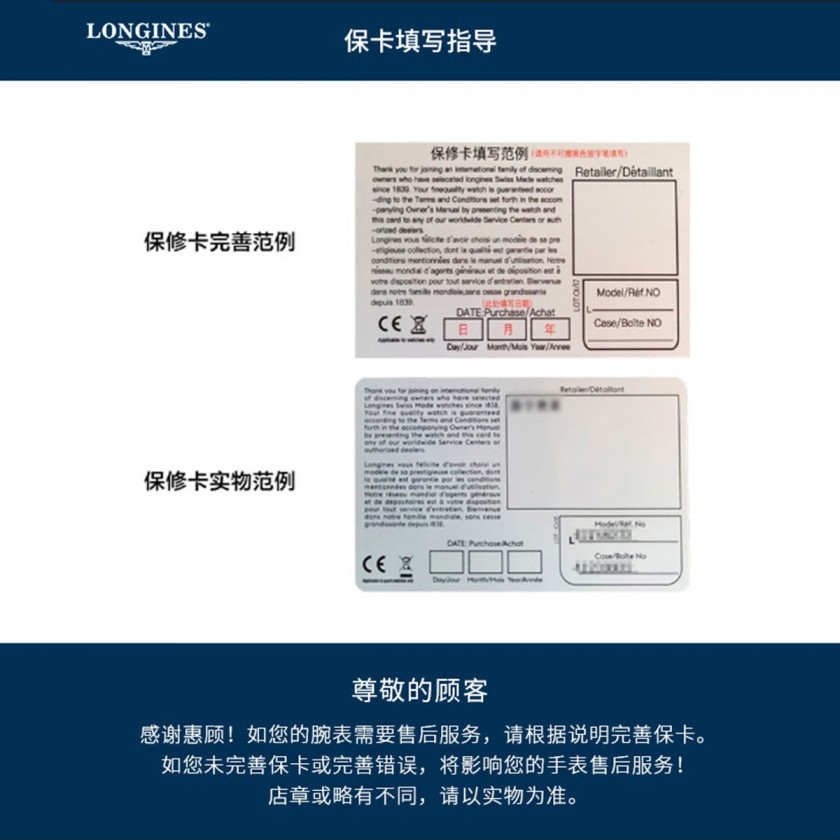 LONGINES
保卡填写指导
保修卡完善范例
保修卡填写范例(请用不可擦黑色签字笔填写)
Thank you for joining an international family of discerning
owners who have selecated longines Swiss Made watches
since 1839. Your finequality watch is guaranteed accor
-ding to the Terms and Conditions set forth in the accom
-panyling Owner's Manual by presenting the watch and
this card to any of our worldwide Service Centers or auth
-orized dealers.
Longines vous félicite d'avoir choisi un modèle de sa pre
-stigieuse collection, dont la qualité est garantie par les
conditions mentionnées dans le manuel d'utilisation. Notre
réseau mondial d'agents généraux et de déposition est à
votre disposition pour tout service d'entretien. Bienvenue
dans notre famille mondiale,sans cesse grandissante
depuis 1839.
(此处填写日期)
DATE:Purchase/Achat
日 月 年
Day/Jour Month/Mois Year/Annee
CE
Applicable to watches only
Retailer/Détaillant
Model/Réf.NO
L
Case/Boîte NO
保修卡实物范例
Thank you for joining an international family
of discerning owners who have selected
Longines Swiss Made watches since 1832.
Your fine quality watch is guaranteed
according to the Terms and Conditions set
forth in the accompanying Owner's Manual
by presenting the watch and this card to
any of our worldwide Service Centers or
authorized dealers.
Longines vous félicite d'avoir choisi un
modèle de sa prestigieuse collection, dont
la qualité est garantie par les conditions
mentionnées dans le manuel d'utilisation.
Notre réseau mondial d'agents généraux
et de dépositaires est à votre disposition
pour tout service d'entretien. Bienvenue
dans notre famille mondiale, sans cesse
grandissante depuis 1832.
DATE: Purchase/Achat
Day/Jour Month/Mois Year/Année
CE
Retailer/Détaillant
Model/Réf. No
L
Case/Boîte No
尊敬的顾客
感谢惠顾！如您的腕表需要售后服务，请根据说明完善保卡。
如您未完善保卡或完善错误，将影响您的手表售后服务！
店章或略有不同，请以实物为准。